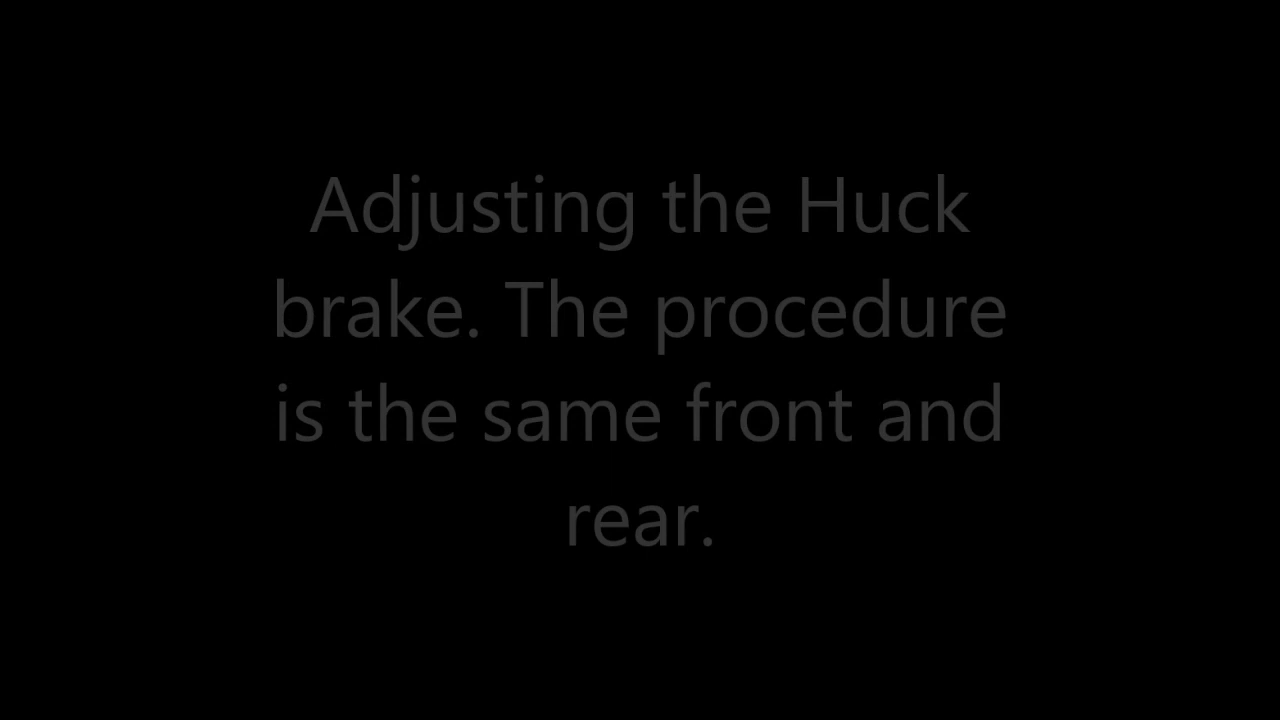 Adjusting the Huck
brake. The procedure
is the same front and
rear.